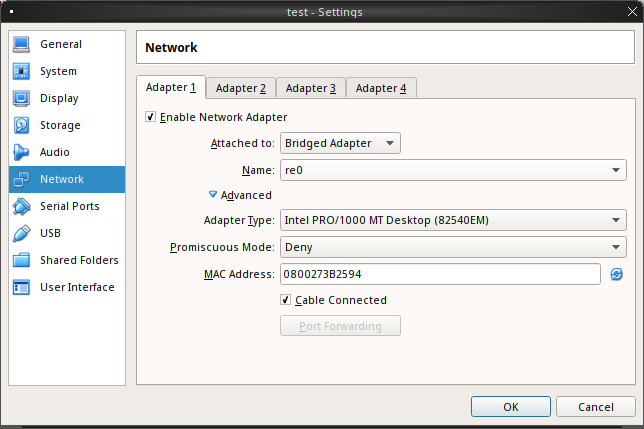 test - Settings
General
System
Display
Storage
Audio
Network
Serial Ports
USB
Shared Folders
User Interface
Network
Adapter 1 Adapter 2 Adapter 3 Adapter 4
Enable Network Adapter
Attached to: Bridged Adapter
Name: re0
Advanced
Adapter Type: Intel PRO/1000 MT Desktop (82540EM)
Promiscuous Mode: Deny
MAC Address: 0800273B2594
Cable Connected
Port Forwarding
OK Cancel